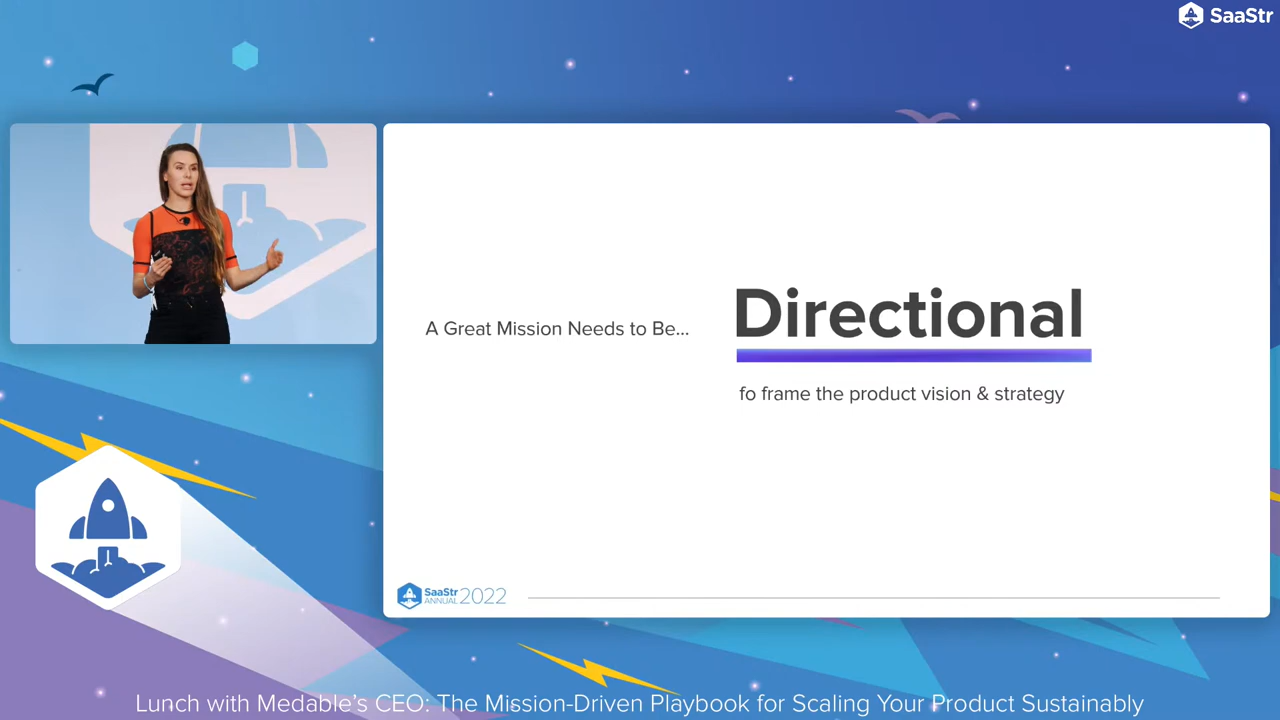 SaaStr
A Great Mission Needs to Be...
Directional
fo frame the product vision & strategy
SaaStr
ANNUAL 2022
Lunch with Medable’s CEO: The Mission-Driven Playbook for Scaling Your Product Sustainably